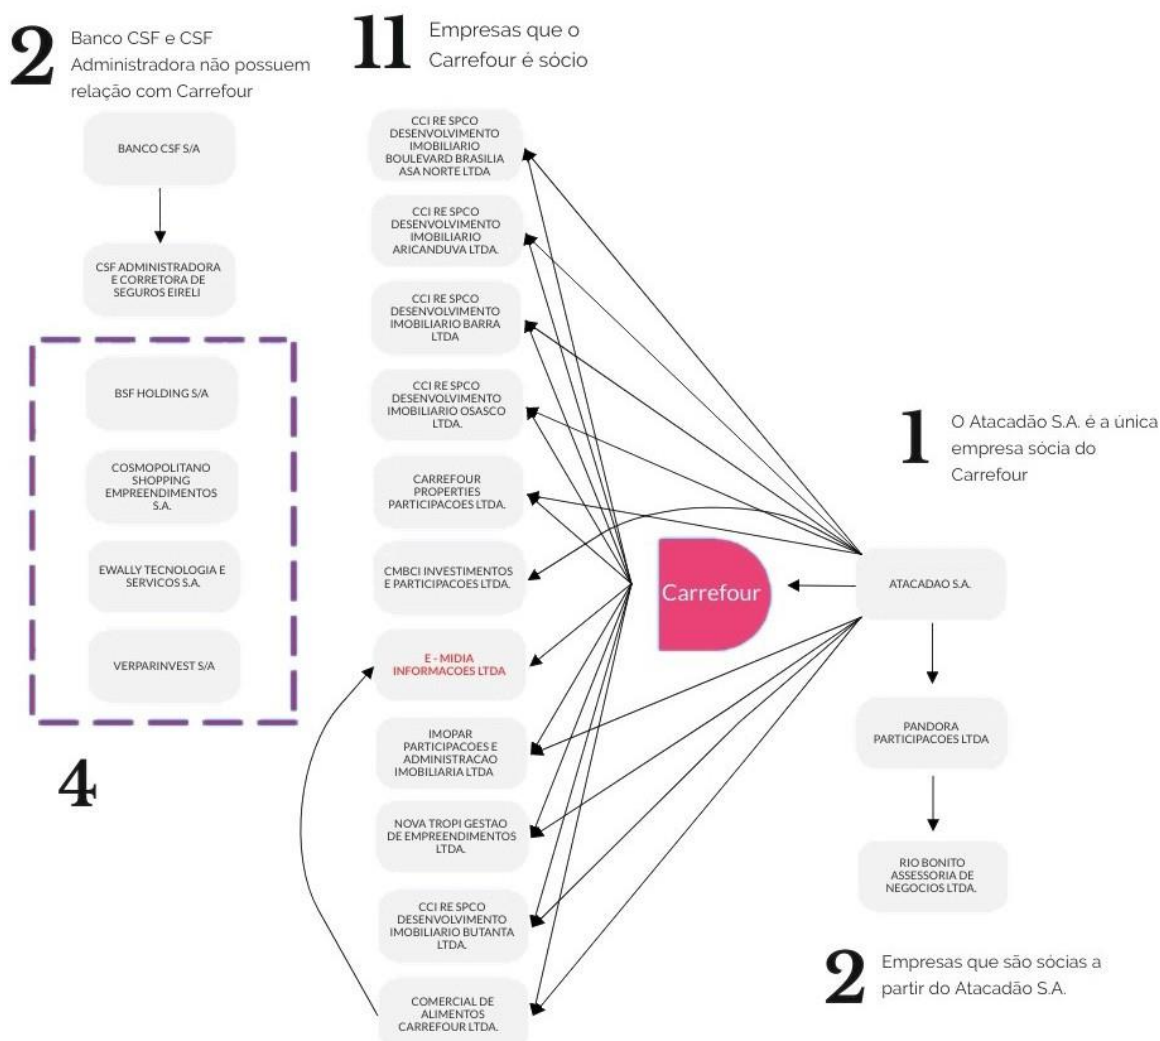 2
Banco CSF e CSF
Administradora não possuem
relação com Carrefour
BANCO CSF S/A
CSF ADMINISTRADORA
E CORRETORA DE
SEGUROS EIRELI
BSF HOLDING S/A
COSMOPOLITANO
SHOPPING
EMPREENDIMENTOS
S.A.
EWALLY TECNOLOGIA E
SERVICOS S.A.
VERPARINVEST S/A
4
11
Empresas que o
Carrefour é sócio
CCI RE SPCO
DESENVOLVIMENTO
IMOBILIARIO
BOULEVARD BRASILIA
ASA NORTE LTDA
CCI RE SPCO
DESENVOLVIMENTO
IMOBILIARIO
ARICANDUVA LTDA.
CCI RE SPCO
DESENVOLVIMENTO
IMOBILIARIO BARRA
LTDA
CCI RE SPCO
DESENVOLVIMENTO
IMOBILIARIO OSASCO
LTDA.
CARREFOUR
PROPERTIES
PARTICIPACOES LTDA.
CMBCI INVESTIMENTOS
E PARTICIPACOES LTDA.
E - MIDIA
INFORMACOES LTDA
IMOPAR
PARTICIPACOES E
ADMINISTRACAO
IMOBILIARIA LTDA
NOVA TROPI GESTAO
DE EMPREENDIMENTOS
LTDA.
CCI RE SPCO
DESENVOLVIMENTO
IMOBILIARIO BUTANTA
LTDA.
COMERCIAL DE
ALIMENTOS
CARREFOUR LTDA.
Carrefour
1
O Atacadão S.A. é a única
empresa sócia do
Carrefour
ATACADAO S.A.
PANDORA
PARTICIPACOES LTDA
RIO BONITO
ASSESSORIA DE
NEGOCIOS LTDA.
2
Empresas que são sócias a
partir do Atacadão S.A.